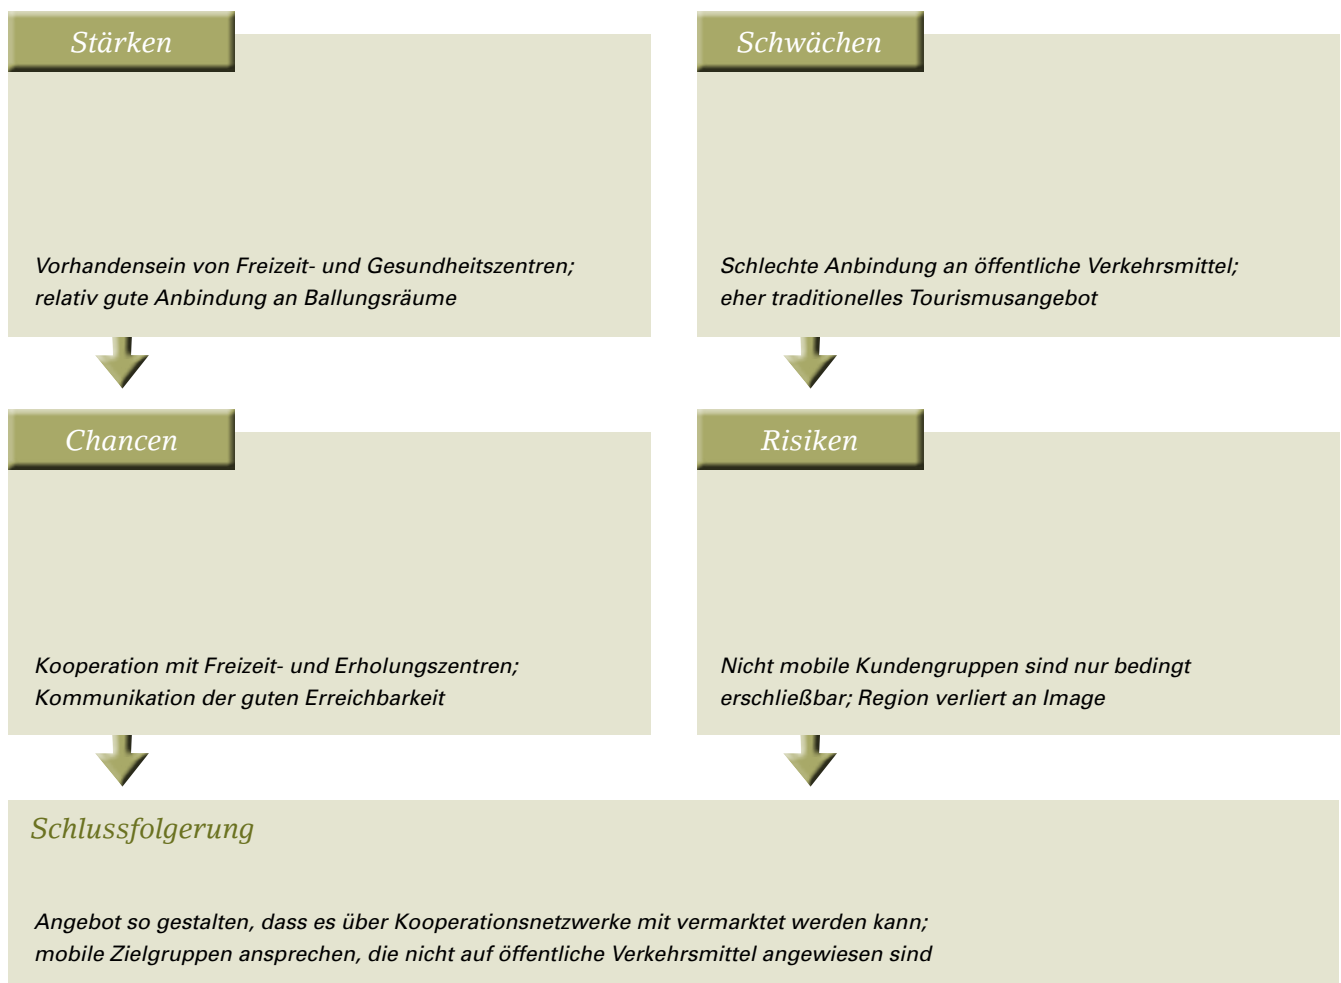 Stärken
Vorhandensein von Freizeit- und Gesundheitszentren;
relativ gute Anbindung an Ballungsräume
Schwächen
Schlechte Anbindung an öffentliche Verkehrsmittel;
eher traditionelles Tourismusangebot
Chancen
Kooperation mit Freizeit- und Erholungszentren;
Kommunikation der guten Erreichbarkeit
Risiken
Nicht mobile Kundengruppen sind nur bedingt
erschließbar; Region verliert an Image
Schlussfolgerung
Angebot so gestalten, dass es über Kooperationsnetzwerke mit vermarktet werden kann;
mobile Zielgruppen ansprechen, die nicht auf öffentliche Verkehrsmittel angewiesen sind